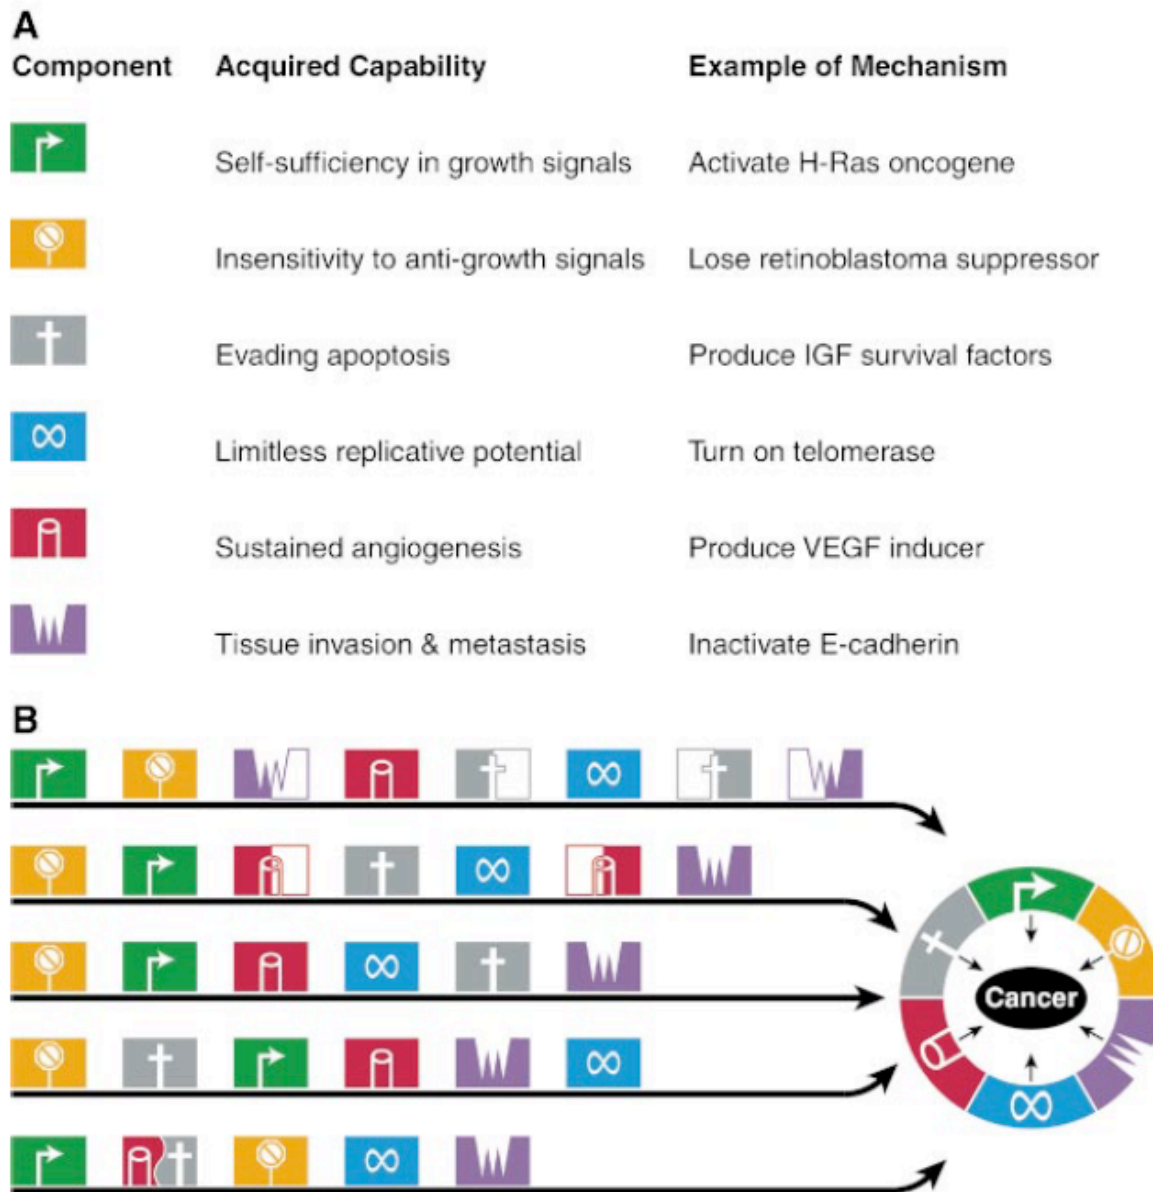 A
Component Acquired Capability Example of Mechanism
Self-sufficiency in growth signals Activate H-Ras oncogene
Insensitivity to anti-growth signals Lose retinoblastoma suppressor
Evading apoptosis Produce IGF survival factors
Limitless replicative potential Turn on telomerase
Sustained angiogenesis Produce VEGF inducer
Tissue invasion & metastasis Inactivate E-cadherin
B
Cancer